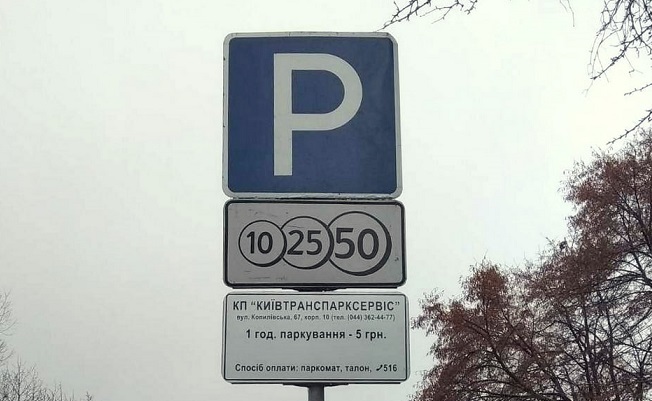 P
10 25 50
КП "КИЇВТРАНСПАРКСЕРВІС"
вул. Копилівська, 67, корп. 10 (тел. (044) 362-44-77)
1 год. паркування - 5 грн.
Спосіб оплати: паркомат, талон, 516